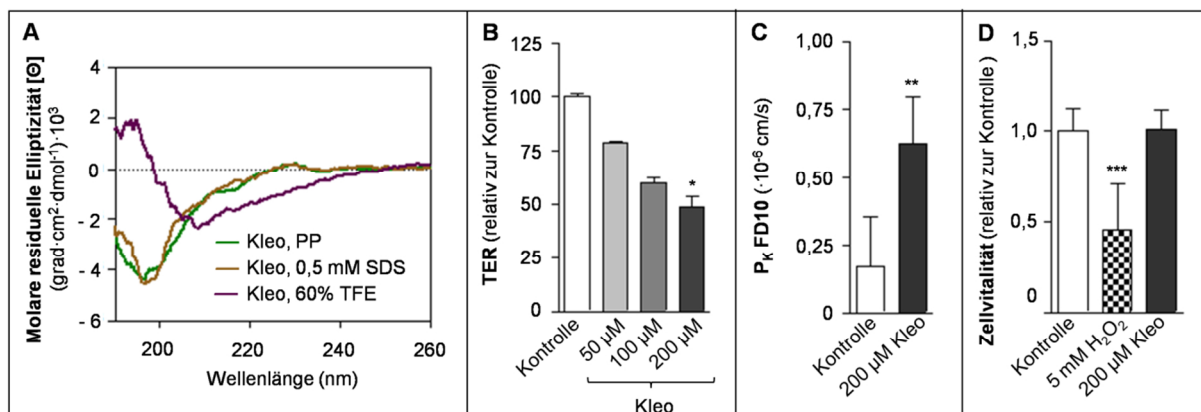 A
Molare residuelle Elliptizität [Θ]
(grad·cm²·dmol⁻¹)·10³
4
2
0
-2
-4
-6
Kleo, PP
Kleo, 0,5 mM SDS
Kleo, 60% TFE
200
220
240
260
Wellenlänge (nm)
B
TER (relativ zur Kontrolle)
125
100
75
50
25
0
*
Kontrolle
50 µM
100 µM
200 µM
Kleo
C
P_K FD10 (·10⁻⁶ cm/s)
1,00
0,75
0,50
0,25
0
**
Kontrolle
200 µM Kleo
D
Zellvitalität (relativ zur Kontrolle )
1,5
1,0
0,5
0
***
Kontrolle
5 mM H₂O₂
200 µM Kleo